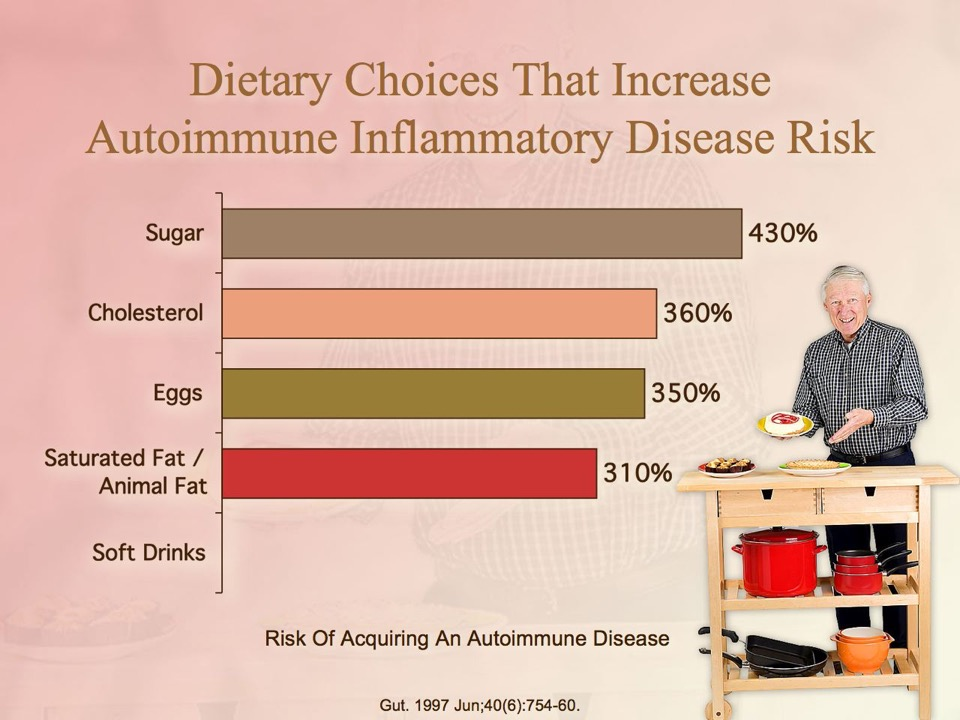 Dietary Choices That Increase
Autoimmune Inflammatory Disease Risk
Sugar
430%
Cholesterol
360%
Eggs
350%
Saturated Fat /
Animal Fat
310%
Soft Drinks
Risk Of Acquiring An Autoimmune Disease
Gut. 1997 Jun;40(6):754-60.